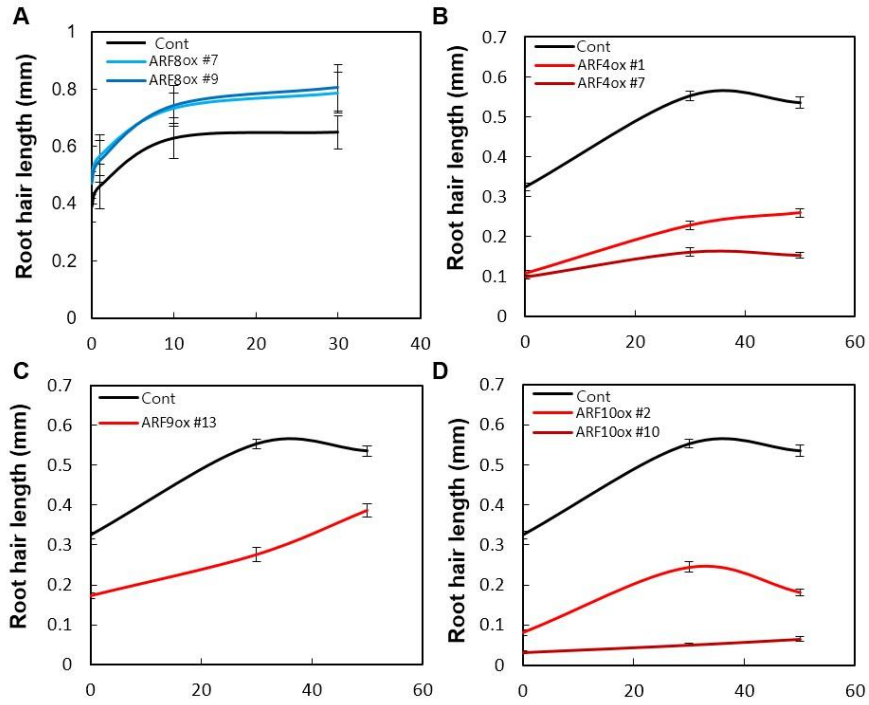 A
Root hair length (mm)
1
0.8
0.6
0.4
0.2
0
Cont
ARF8ox #7
ARF8ox #9
0 10 20 30 40
B
Root hair length (mm)
0.7
0.6
0.5
0.4
0.3
0.2
0.1
0
Cont
ARF4ox #1
ARF4ox #7
0 20 40 60
C
Root hair length (mm)
0.7
0.6
0.5
0.4
0.3
0.2
0.1
0
Cont
ARF9ox #13
0 20 40 60
D
Root hair length (mm)
0.7
0.6
0.5
0.4
0.3
0.2
0.1
0
Cont
ARF10ox #2
ARF10ox #10
0 20 40 60